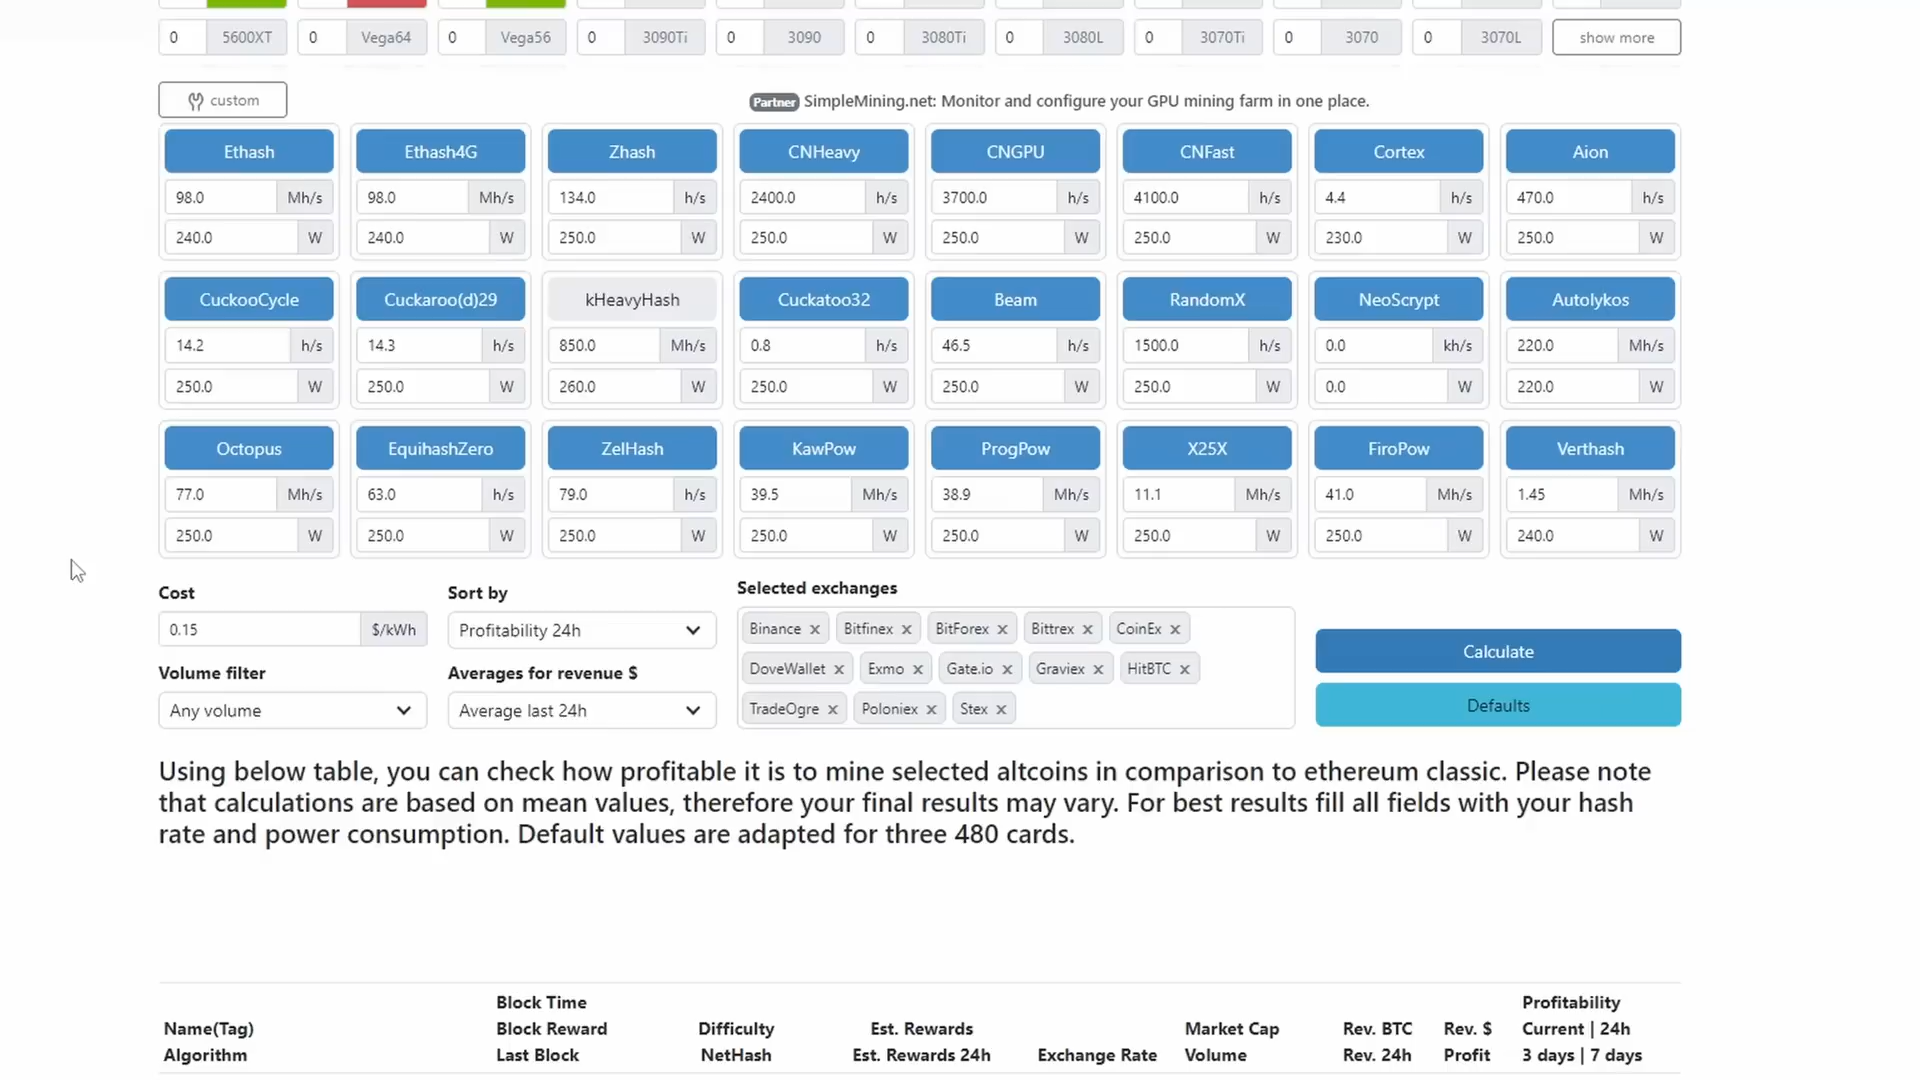 0 5600XT 0 Vega64 0 Vega56 0 3090Ti 0 3090 0 3080Ti 0 3080L 0 3070Ti 0 3070 0 3070L show more
custom Partner SimpleMining.net: Monitor and configure your GPU mining farm in one place.
Ethash Ethash4G Zhash CNHeavy CNGPU CNFast Cortex Aion
98.0 Mh/s 98.0 Mh/s 134.0 h/s 2400.0 h/s 3700.0 h/s 4100.0 h/s 4.4 h/s 470.0 h/s
240.0 W 240.0 W 250.0 W 250.0 W 250.0 W 250.0 W 230.0 W 250.0 W
CuckooCycle Cuckaroo(d)29 kHeavyHash Cuckatoo32 Beam RandomX NeoScrypt Autolykos
14.2 h/s 14.3 h/s 850.0 Mh/s 0.8 h/s 46.5 h/s 1500.0 h/s 0.0 kh/s 220.0 Mh/s
250.0 W 250.0 W 260.0 W 250.0 W 250.0 W 250.0 W 0.0 W 220.0 W
Octopus EquihashZero ZelHash KawPow ProgPow X25X FiroPow Verthash
77.0 Mh/s 63.0 h/s 79.0 h/s 39.5 Mh/s 38.9 Mh/s 11.1 Mh/s 41.0 Mh/s 1.45 Mh/s
250.0 W 250.0 W 250.0 W 250.0 W 250.0 W 250.0 W 250.0 W 240.0 W
Cost Sort by Selected exchanges
0.15 $/kWh Profitability 24h Binance x Bitfinex x BitForex x Bittrex x CoinEx x
Calculate
Volume filter Averages for revenue $ DoveWallet x Exmo x Gate.io x Graviex x HitBTC x
Any volume Average last 24h TradeOgre x Poloniex x Stex x Defaults
Using below table, you can check how profitable it is to mine selected altcoins in comparison to ethereum classic. Please note
that calculations are based on mean values, therefore your final results may vary. For best results fill all fields with your hash
rate and power consumption. Default values are adapted for three 480 cards.
Block Time Profitability
Name(Tag) Block Reward Difficulty Est. Rewards Market Cap Rev. BTC Rev. $ Current | 24h
Algorithm Last Block NetHash Est. Rewards 24h Exchange Rate Volume Rev. 24h Profit 3 days | 7 days